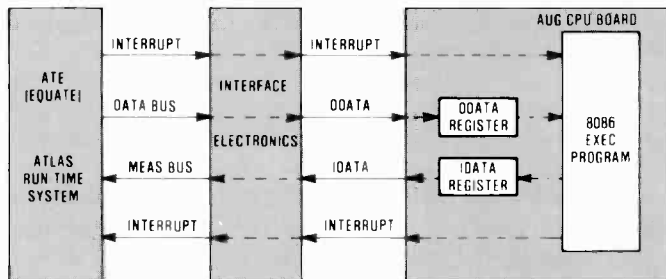 AUG CPU BOARD
INTERRUPT
INTERRUPT
ATE
[EQUATE]
INTERFACE
DATA BUS
ODATA
ODATA
REGISTER
8086
EXEC
PROGRAM
ELECTRONICS
ATLAS
RUN TIME
SYSTEM
MEAS BUS
IDATA
IDATA
REGISTER
INTERRUPT
INTERRUPT